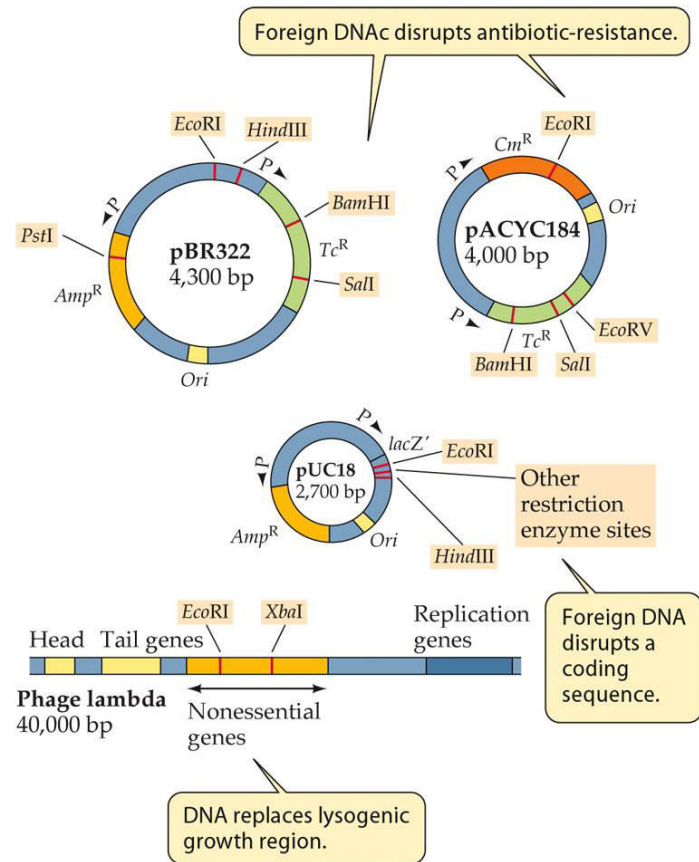 Foreign DNAc disrupts antibiotic-resistance.
EcoRI
HindIII
P
P
BamHI
PstI
pBR322
4,300 bp
TcR
SalI
AmpR
Ori
EcoRI
CmR
P
Ori
pACYC184
4,000 bp
P
EcoRV
BamHI
TcR
SalI
P
lacZ′
EcoRI
P
pUC18
2,700 bp
Other
restriction
enzyme sites
AmpR
Ori
HindIII
Foreign DNA
disrupts a
coding
sequence.
EcoRI
XbaI
Replication
genes
Head
Tail genes
Phage lambda
40,000 bp
Nonessential
genes
DNA replaces lysogenic
growth region.